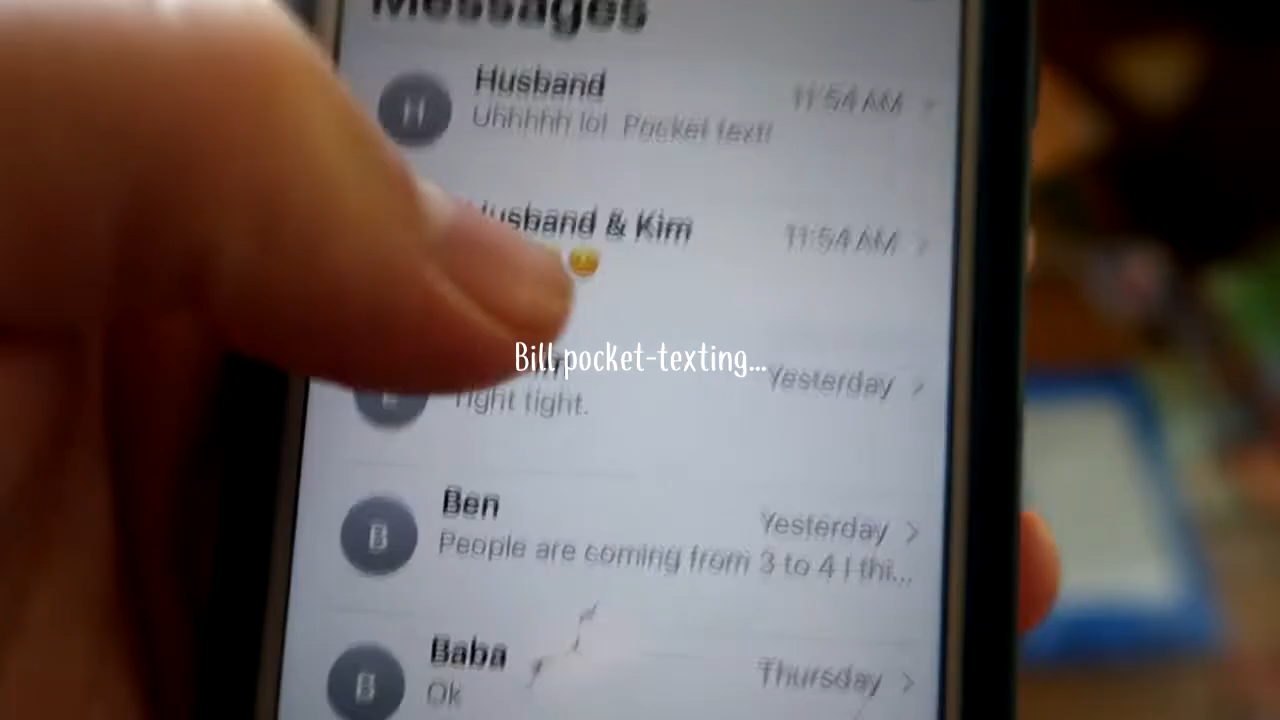 Messages
H
Husband
11:54 AM
Uhhhhh lol Pocket text!
Husband & Kim
11:54 AM
Bill pocket-texting...
Yesterday
right tight.
B
Ben
Yesterday
People are coming from 3 to 4 I thi...
B
Baba
Thursday
Ok